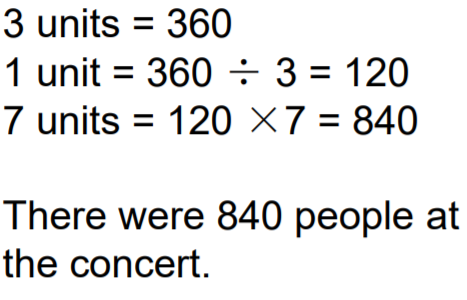 3 units = 360
1 unit = 360 ÷ 3 = 120
7 units = 120 ×7 = 840
There were 840 people at
the concert.